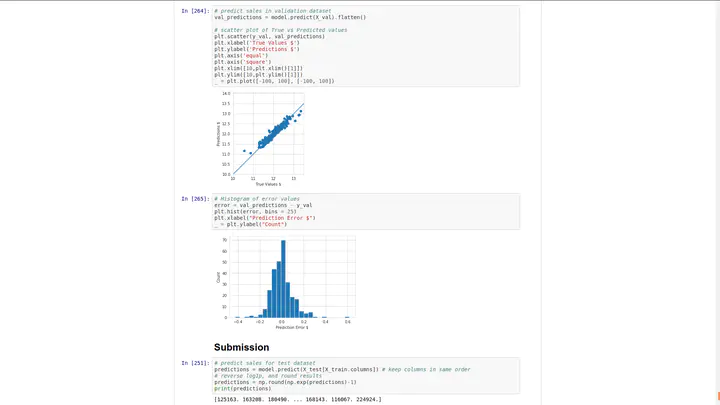 In [264]:
# predict sales in validation dataset
val_predictions = model.predict(X_val).flatten()
# scatter plot of True vs Predicted values
plt.scatter(y_val, val_predictions)
plt.xlabel('True Values $')
plt.ylabel('Predictions $')
plt.axis('equal')
plt.axis('square')
plt.xlim([10,plt.xlim()[1]])
plt.ylim([10,plt.ylim()[1]])
_ = plt.plot([-100, 100], [-100, 100])
14.0
13.5
13.0
12.5
12.0
11.5
11.0
10.5
10.0
Predictions $
10 11 12 13
True Values $
In [265]:
# Histogram of error values
error = val_predictions - y_val
plt.hist(error, bins = 25)
plt.xlabel("Prediction Error $")
_ = plt.ylabel("Count")
70
60
50
40
30
20
10
0
Count
−0.4 −0.2 0.0 0.2 0.4 0.6
Prediction Error $
Submission
In [251]:
# predict sales for test dataset
predictions = model.predict(X_test[X_train.columns]) # keep columns in same order
# reverse log1p, and round results
predictions = np.round(np.exp(predictions)-1)
print(predictions)
[125163. 163208. 180490. ... 168143. 116067. 224924.]